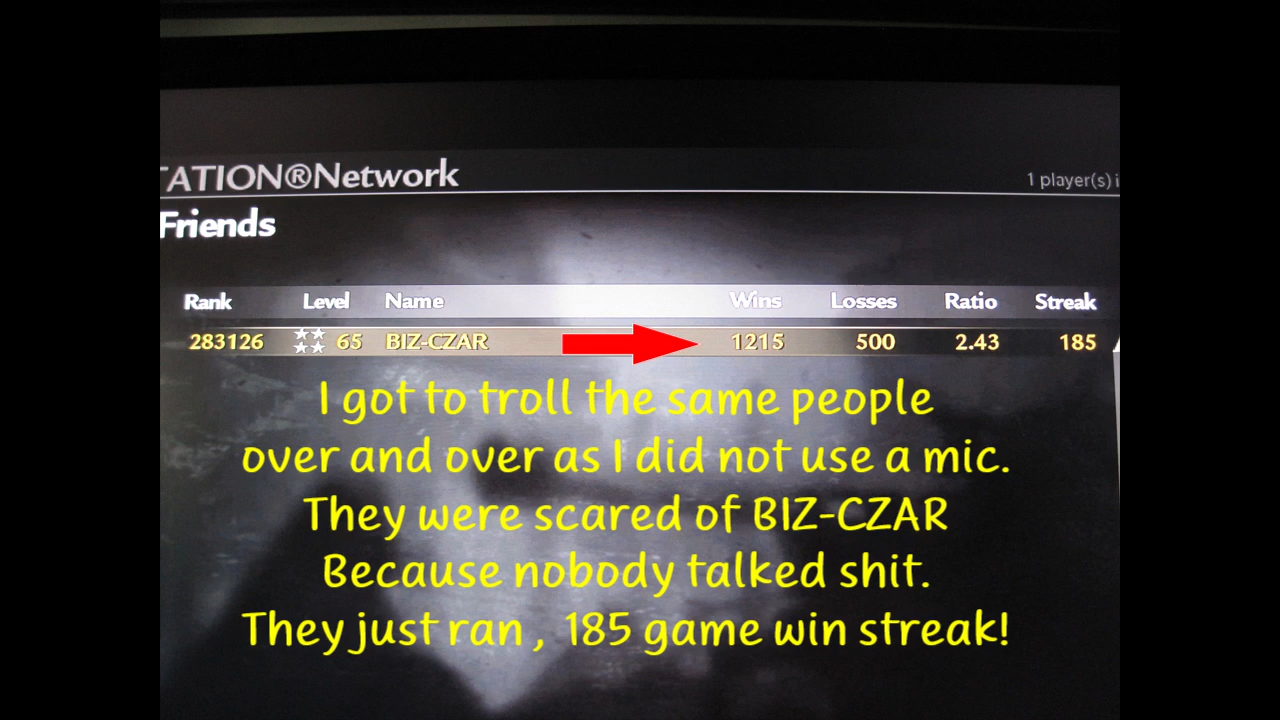 TATION®Network
1 player(s) i
Friends
Rank Level Name Wins Losses Ratio Streak
283126 65 BIZ-CZAR 1215 500 2.43 185
I got to troll the same people
over and over as I did not use a mic.
They were scared of BIZ-CZAR
Because nobody talked shit.
They just ran , 185 game win streak!